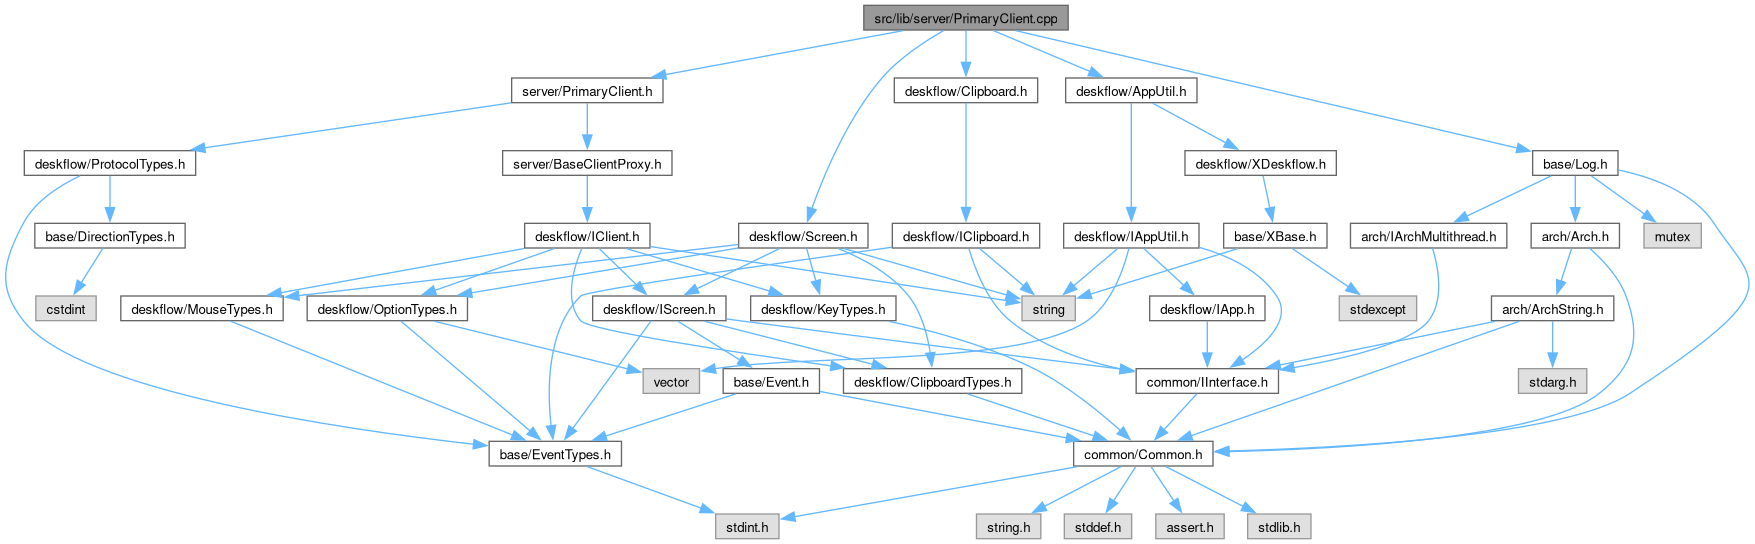 src/lib/server/PrimaryClient.cpp
server/PrimaryClient.h
deskflow/Clipboard.h
deskflow/AppUtil.h
deskflow/ProtocolTypes.h
server/BaseClientProxy.h
deskflow/XDeskflow.h
base/Log.h
base/DirectionTypes.h
deskflow/IClient.h
deskflow/Screen.h
deskflow/IClipboard.h
deskflow/IAppUtil.h
base/XBase.h
arch/IArchMultithread.h
arch/Arch.h
mutex
cstdint
deskflow/MouseTypes.h
deskflow/OptionTypes.h
deskflow/IScreen.h
deskflow/KeyTypes.h
string
deskflow/IApp.h
stdexcept
arch/ArchString.h
vector
base/Event.h
deskflow/ClipboardTypes.h
common/IInterface.h
stdarg.h
base/EventTypes.h
common/Common.h
stdint.h
string.h
stddef.h
assert.h
stdlib.h